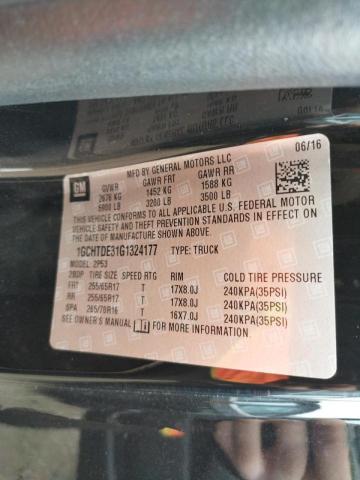 06/16
MFD BY GENERAL MOTORS LLC
GM GVWR GAWR FRT GAWR RR
2676 KG 1452 KG 1588 KG
5900 LB 3200 LB 3500 LB
THIS VEHICLE CONFORMS TO ALL APPLICABLE U.S. FEDERAL MOTOR
VEHICLE SAFETY AND THEFT PREVENTION STANDARDS IN EFFECT ON
THE DATE OF MANUFACTURE SHOWN ABOVE.
1GCHTDE31G1324177 TYPE: TRUCK
2P53
2BDP TIRE SIZE SPEED RTG RIM COLD TIRE PRESSURE
FRT 255/65R17 T 17X8.0J 240KPA(35PSI)
RR 255/65R17 T 17X8.0J 240KPA(35PSI)
SPA 265/70R16 T 16X7.0J 240KPA(35PSI)
SEE OWNER'S MANUAL FOR MORE INFORMATION.